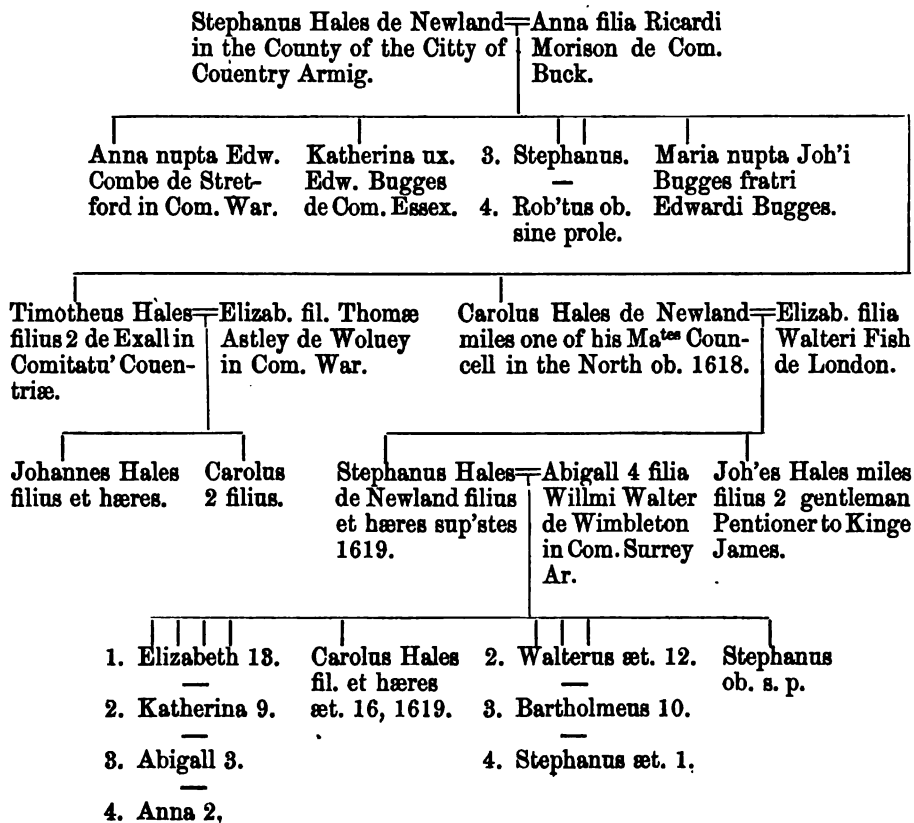 Stephanus Hales de Newland
in the County of the Citty of
Couentry Armig.
Anna filia Ricardi
Morison de Com.
Buck.
Anna nupta Edw.
Combe de Stret-
ford in Com. War.
Katherina ux.
Edw. Bugges
de Com. Essex.
3. Stephanus.
4. Rob'tus ob.
sine prole.
Maria nupta Joh'i
Bugges fratri
Edwardi Bugges.
Timotheus Hales
filius 2 de Exall in
Comitatu' Couen-
triæ.
Elizab. fil. Thomæ
Astley de Woluey
in Com. War.
Carolus Hales de Newland
miles one of his Ma^tes Coun-
cell in the North ob. 1618.
Elizab. filia
Walteri Fish
de London.
Johannes Hales
filius et hæres.
Carolus
2 filius.
Stephanus Hales
de Newland filius
et hæres sup'stes
1619.
Abigall 4 filia
Willmi Walter
de Wimbleton
in Com. Surrey
Ar.
Joh'es Hales miles
filius 2 gentleman
Pentioner to Kinge
James.
1. Elizabeth 13.
2. Katherina 9.
3. Abigall 3.
4. Anna 2,
Carolus Hales
fil. et hæres
æt. 16, 1619.
2. Walterus æt. 12.
3. Bartholmeus 10.
4. Stephanus æt. 1.
Stephanus
ob. s. p.